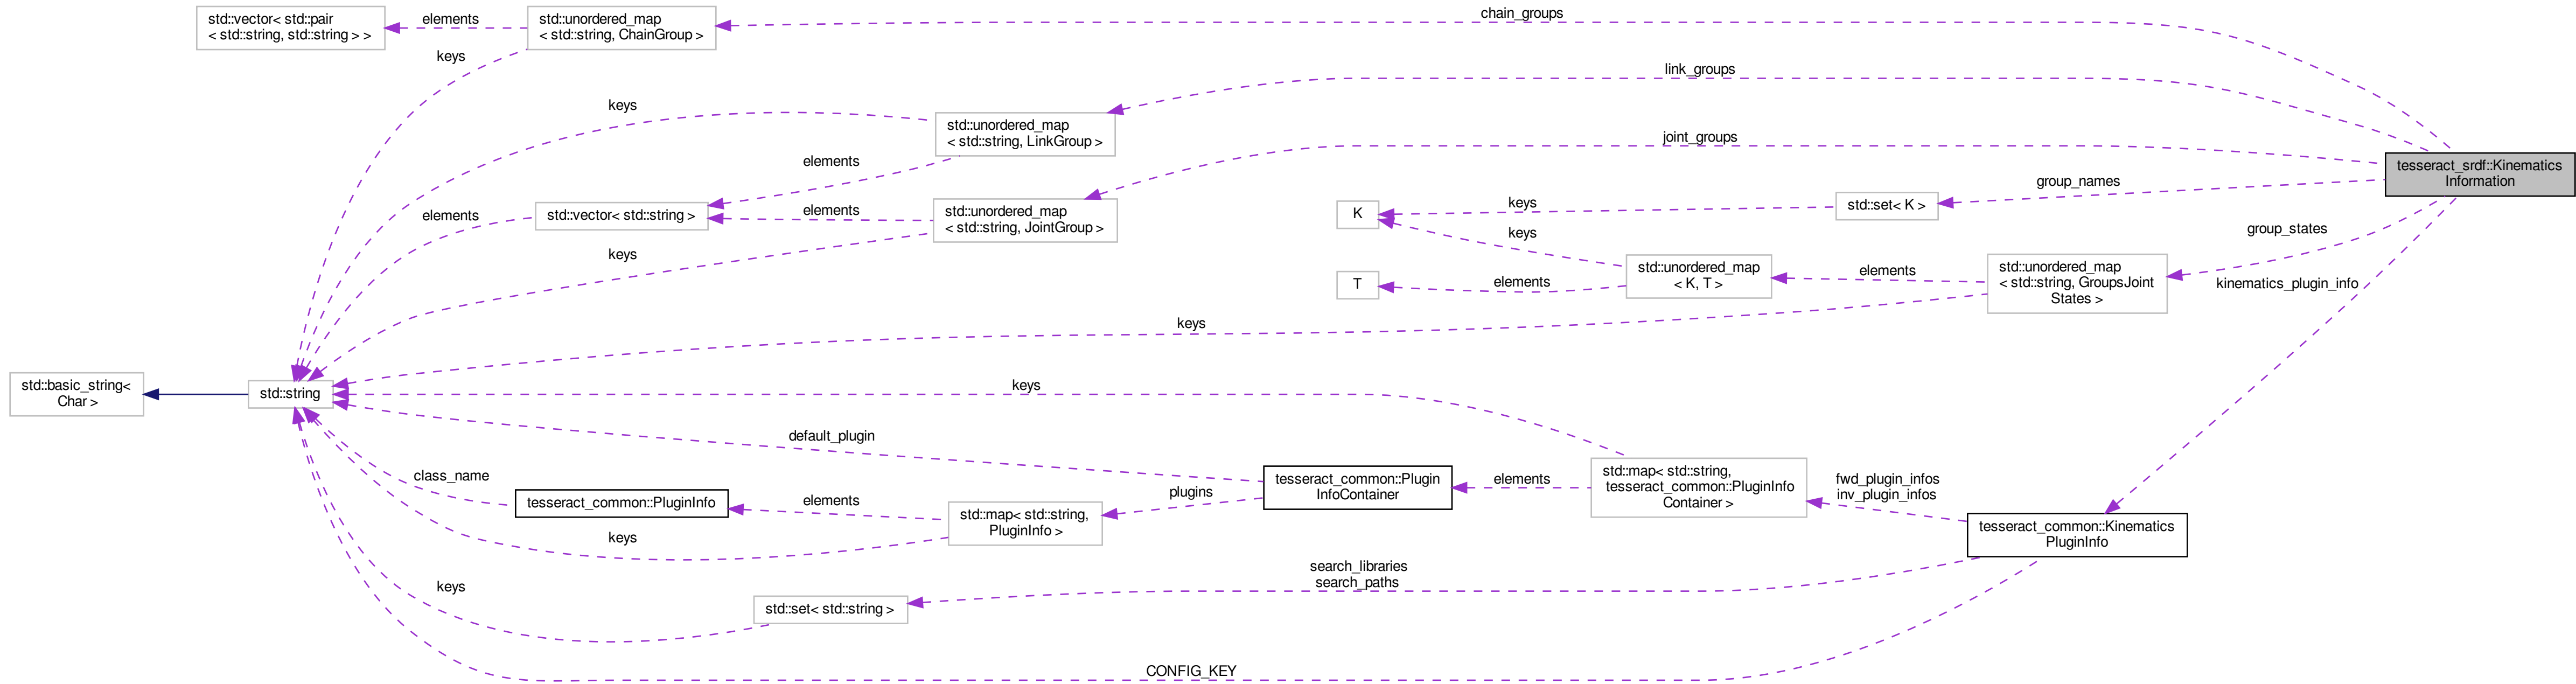 std::vector< std::pair
< std::string, std::string > >
elements
std::unordered_map
< std::string, ChainGroup >
chain_groups
keys
link_groups
keys
std::unordered_map
< std::string, LinkGroup >
joint_groups
elements
tesseract_srdf::Kinematics
Information
group_names
std::set< K >
keys
K
elements
std::vector< std::string >
elements
std::unordered_map
< std::string, JointGroup >
keys
group_states
keys
std::unordered_map
< K, T >
elements
std::unordered_map
< std::string, GroupsJoint
States >
T
elements
kinematics_plugin_info
keys
std::basic_string<
Char >
std::string
keys
default_plugin
class_name
tesseract_common::PluginInfo
elements
std::map< std::string,
PluginInfo >
plugins
tesseract_common::Plugin
InfoContainer
elements
std::map< std::string,
tesseract_common::PluginInfo
Container >
fwd_plugin_infos
inv_plugin_infos
tesseract_common::Kinematics
PluginInfo
keys
search_libraries
search_paths
keys
std::set< std::string >
CONFIG_KEY